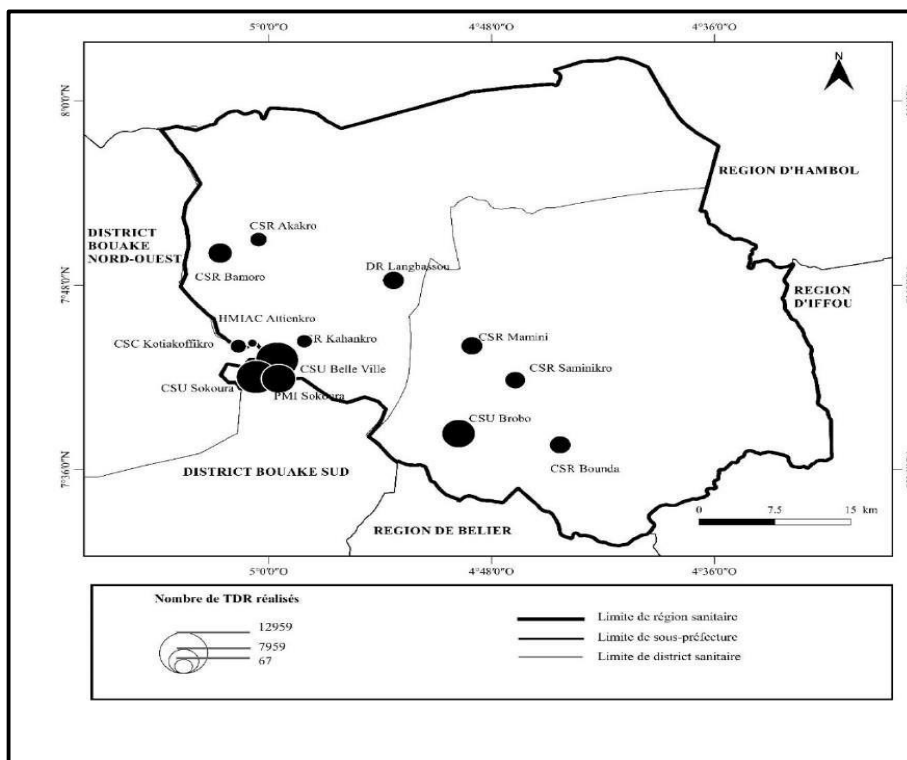 5°0'0"O 4°48'0"O 4°36'0"O
N
8°0'0"N
REGION D'HAMBOL
CSR Akakro
DISTRICT
BOUAKE
NORD-OUEST
CSR Bamoro
DR Langbassou
7°48'0"N
REGION
D'IFFOU
HMIAC Attienkro
CSC Kotiakoffikro
R Kahankro
CSR Mamini
CSU Belle Ville
CSR Saminikro
CSU Sokoura
PMI Sokoura
CSU Brobo
DISTRICT BOUAKE SUD
CSR Bounda
7°36'0"N
0 7.5 15 km
REGION DE BELIER
5°0'0"O 4°48'0"O 4°36'0"O
Nombre de TDR réalisés
12959
7959
67
Limite de région sanitaire
Limite de sous-préfecture
Limite de district sanitaire